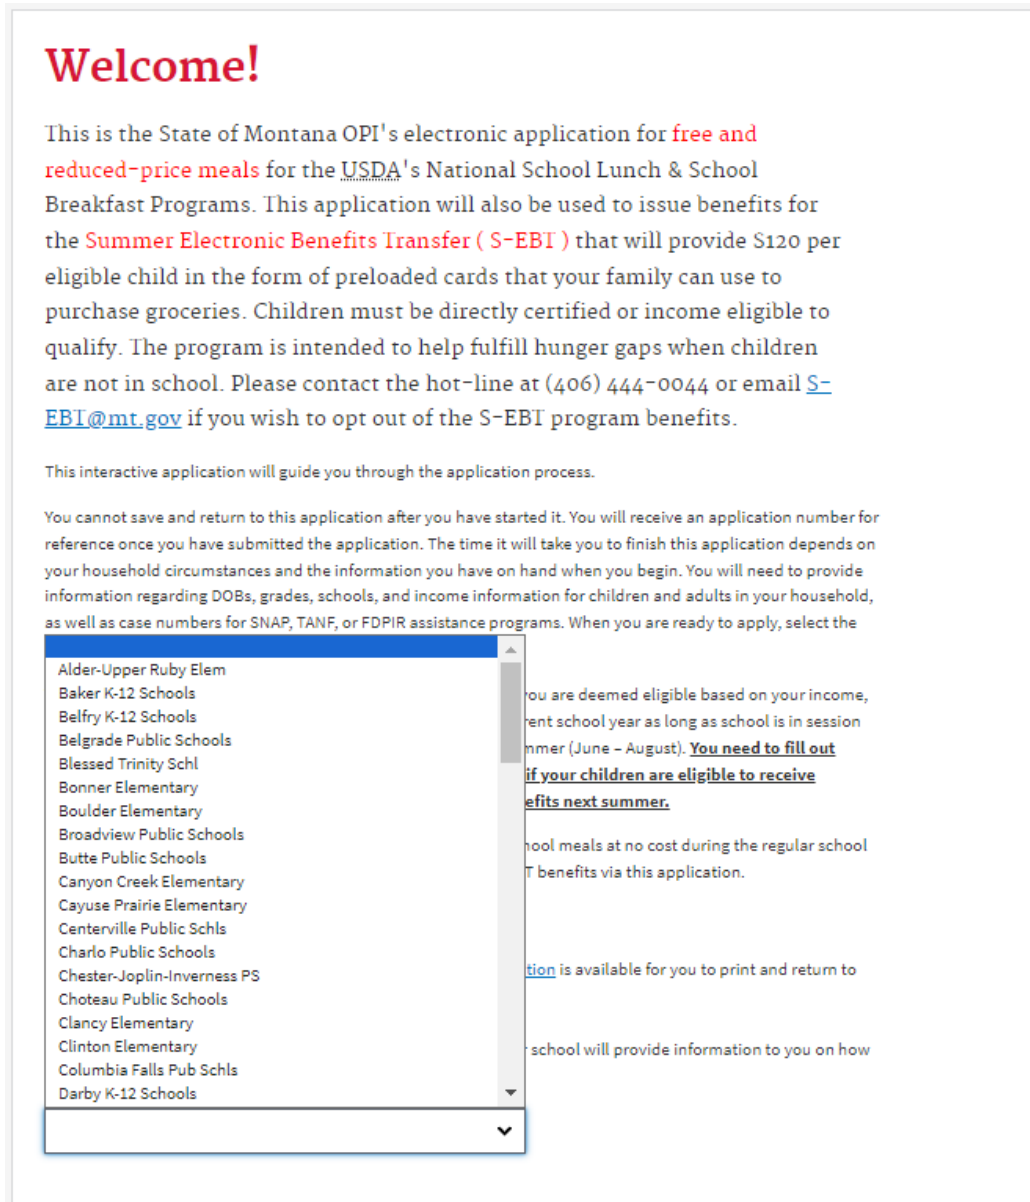 Welcome!
This is the State of Montana OPI's electronic application for free and
reduced-price meals for the USDA's National School Lunch & School
Breakfast Programs. This application will also be used to issue benefits for
the Summer Electronic Benefits Transfer ( S-EBT ) that will provide $120 per
eligible child in the form of preloaded cards that your family can use to
purchase groceries. Children must be directly certified or income eligible to
qualify. The program is intended to help fulfill hunger gaps when children
are not in school. Please contact the hot-line at (406) 444-0044 or email S-
EBT@mt.gov if you wish to opt out of the S-EBT program benefits.
This interactive application will guide you through the application process.
You cannot save and return to this application after you have started it. You will receive an application number for
reference once you have submitted the application. The time it will take you to finish this application depends on
your household circumstances and the information you have on hand when you begin. You will need to provide
information regarding DOBs, grades, schools, and income information for children and adults in your household,
as well as case numbers for SNAP, TANF, or FDPIR assistance programs. When you are ready to apply, select the
Alder-Upper Ruby Elem
Baker K-12 Schools
Belfry K-12 Schools
Belgrade Public Schools
Blessed Trinity Schl
Bonner Elementary
Boulder Elementary
Broadview Public Schools
Butte Public Schools
Canyon Creek Elementary
Cayuse Prairie Elementary
Centerville Public Schls
Charlo Public Schools
Chester-Joplin-Inverness PS
Choteau Public Schools
Clancy Elementary
Clinton Elementary
Columbia Falls Pub Schls
Darby K-12 Schools
you are deemed eligible based on your income,
rent school year as long as school is in session
mmer (June – August). You need to fill out
if your children are eligible to receive
efits next summer.
hool meals at no cost during the regular school
T benefits via this application.
tion is available for you to print and return to
school will provide information to you on how